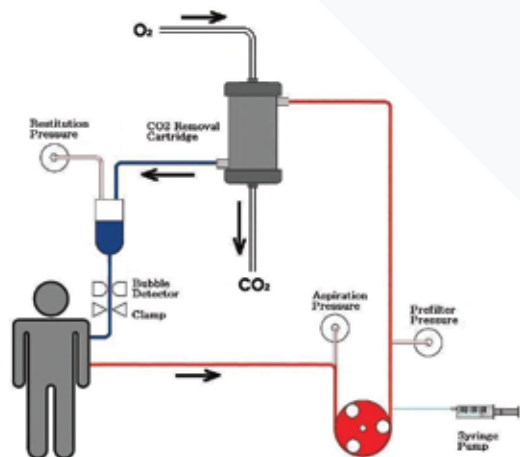 O₂
Restitution
Pressure
CO2 Removal
Cartridge
CO₂
Bubble
Detector
Clamp
Aspiration
Pressure
Prefilter
Pressure
Syringe
Pump